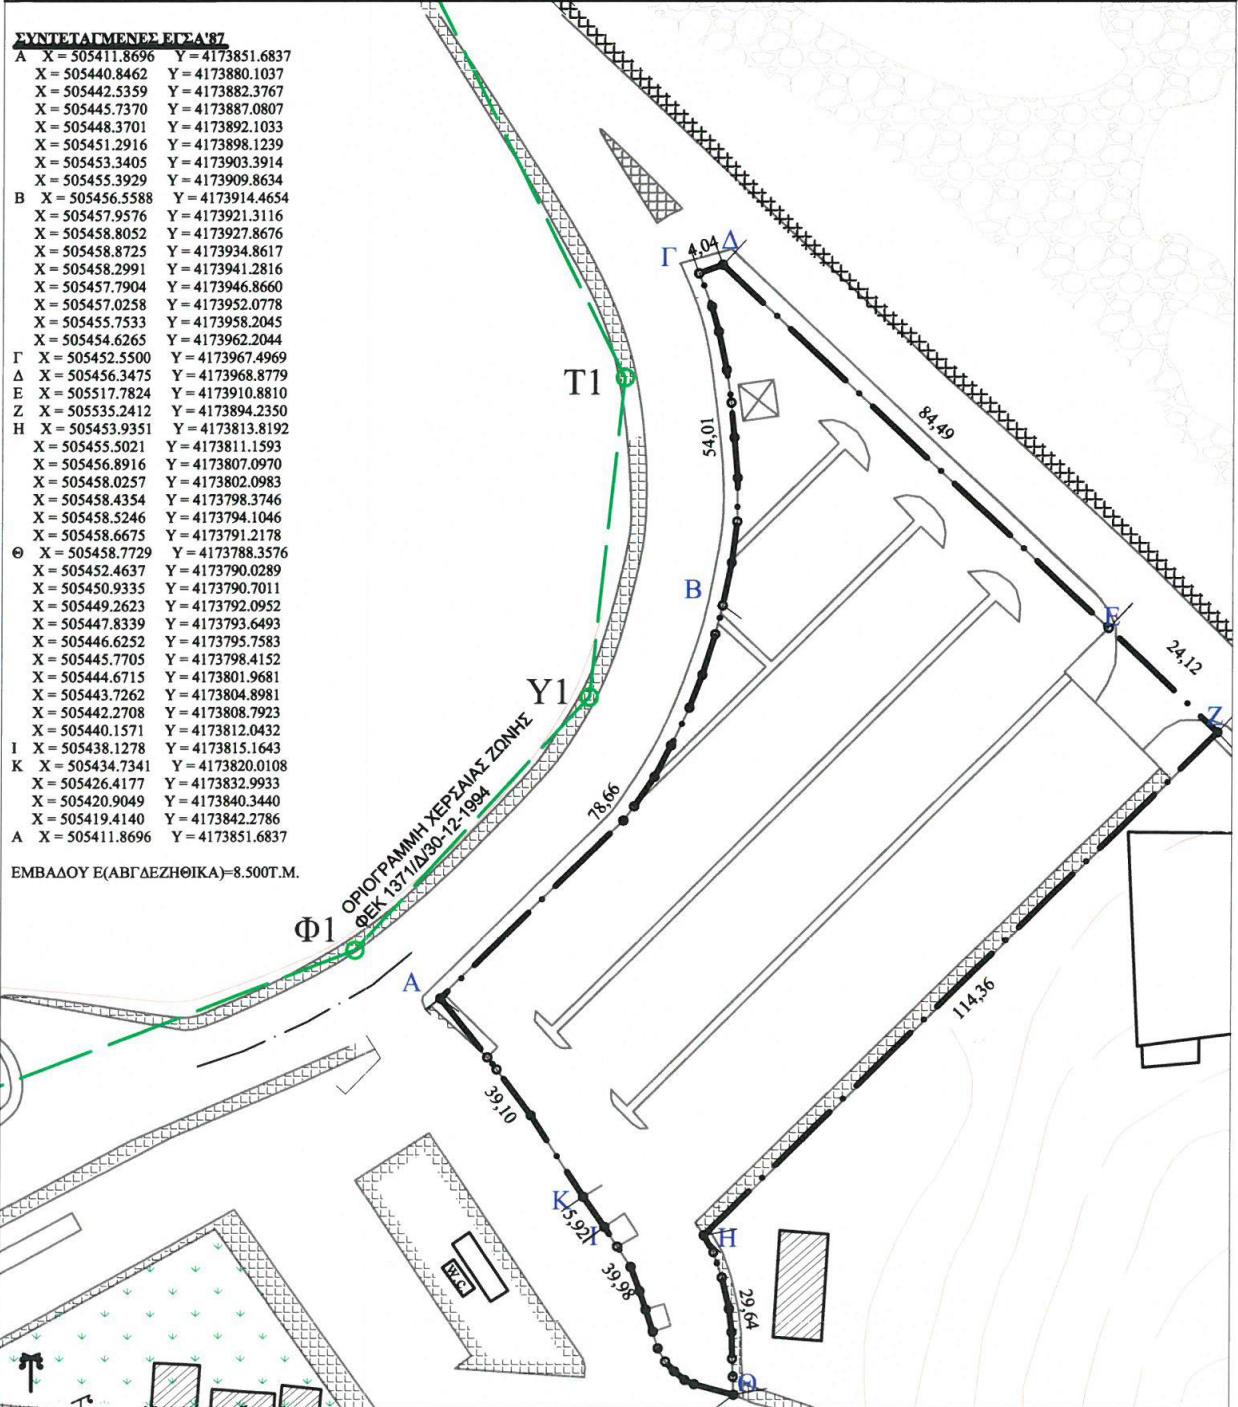 ΣΥΝΤΕΤΑΓΜΕΝΕΣ ΕΓΣΑ'87
Α X = 505411.8696 Y = 4173851.6837
X = 505440.8462 Y = 4173880.1037
X = 505442.5359 Y = 4173882.3767
X = 505445.7370 Y = 4173887.0807
X = 505448.3701 Y = 4173892.1033
X = 505451.2916 Y = 4173898.1239
X = 505453.3405 Y = 4173903.3914
X = 505455.3929 Y = 4173909.8634
Β X = 505456.5588 Y = 4173914.4654
X = 505457.9576 Y = 4173921.3116
X = 505458.8052 Y = 4173927.8676
X = 505458.8725 Y = 4173934.8617
X = 505458.2991 Y = 4173941.2816
X = 505457.7904 Y = 4173946.8660
X = 505457.0258 Y = 4173952.0778
X = 505455.7533 Y = 4173958.2045
X = 505454.6265 Y = 4173962.2044
Γ X = 505452.5500 Y = 4173967.4969
Δ X = 505456.3475 Y = 4173968.8779
Ε X = 505517.7824 Y = 4173910.8810
Ζ X = 505535.2412 Y = 4173894.2350
Η X = 505453.9351 Y = 4173813.8192
X = 505455.5021 Y = 4173811.1593
X = 505456.8916 Y = 4173807.0970
X = 505458.0257 Y = 4173802.0983
X = 505458.4354 Y = 4173798.3746
X = 505458.5246 Y = 4173794.1046
X = 505458.6675 Y = 4173791.2178
Θ X = 505458.7729 Y = 4173788.3576
X = 505452.4637 Y = 4173790.0289
X = 505450.9335 Y = 4173790.7011
X = 505449.2623 Y = 4173792.0952
X = 505447.8339 Y = 4173793.6493
X = 505446.6252 Y = 4173795.7583
X = 505445.7705 Y = 4173798.4152
X = 505444.6715 Y = 4173801.9681
X = 505443.7262 Y = 4173804.8981
X = 505442.2708 Y = 4173808.7923
X = 505440.1571 Y = 4173812.0432
Ι X = 505438.1278 Y = 4173815.1643
Κ X = 505434.7341 Y = 4173820.0108
X = 505426.4177 Y = 4173832.9933
X = 505420.9049 Y = 4173840.3440
X = 505419.4140 Y = 4173842.2786
Α X = 505411.8696 Y = 4173851.6837
ΕΜΒΑΔΟΥ Ε(ΑΒΓΔΕΖΗΘΙΚΑ)=8.500Τ.Μ.
Γ
4,04
Δ
Τ1
84,49
54,01
Β
Ε
24,12
Υ1
Ζ
ΟΡΙΟΓΡΑΜΜΗ ΧΕΡΣΑΙΑΣ ΖΩΝΗΣ
ΦΕΚ 1371/Δ/30-12-1994
78,66
Φ1
Α
114,36
39,10
Κ
5,92
Ι
Η
39,98
W.C.
29,64
Θ